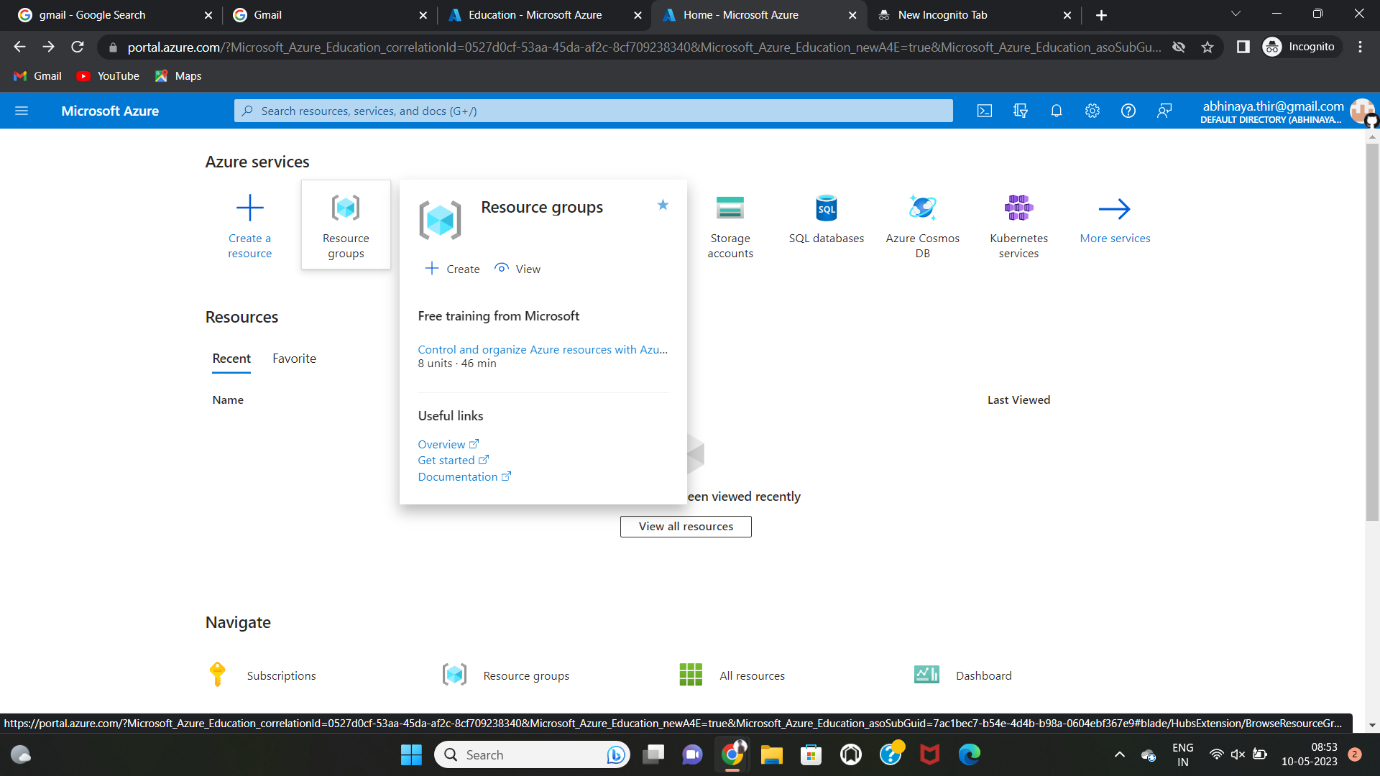 gmail - Google Search
Gmail
Education - Microsoft Azure
Home - Microsoft Azure
New Incognito Tab
portal.azure.com/?Microsoft_Azure_Education_correlationId=0527d0cf-53aa-45da-af2c-8cf709238340&Microsoft_Azure_Education_newA4E=true&Microsoft_Azure_Education_asoSubGu...
Incognito
Gmail
YouTube
Maps
Microsoft Azure
Search resources, services, and docs (G+/)
abhinaya.thir@gmail.com
DEFAULT DIRECTORY (ABHINAYA...
Azure services
Create a
resource
Resource
groups
Resource groups
Create
View
Free training from Microsoft
Control and organize Azure resources with Azu...
8 units · 46 min
Useful links
Overview
Get started
Documentation
Storage
accounts
SQL
SQL databases
Azure Cosmos
DB
Kubernetes
services
More services
Resources
Recent
Favorite
Name
Last Viewed
een viewed recently
View all resources
Navigate
Subscriptions
Resource groups
All resources
Dashboard
https://portal.azure.com/?Microsoft_Azure_Education_correlationId=0527d0cf-53aa-45da-af2c-8cf709238340&Microsoft_Azure_Education_newA4E=true&Microsoft_Azure_Education_asoSubGuid=7ac1bec7-b54e-4d4b-b98a-0604ebf367e9#blade/HubsExtension/BrowseResourceGr...
Search
ENG
IN
08:53
10-05-2023
2